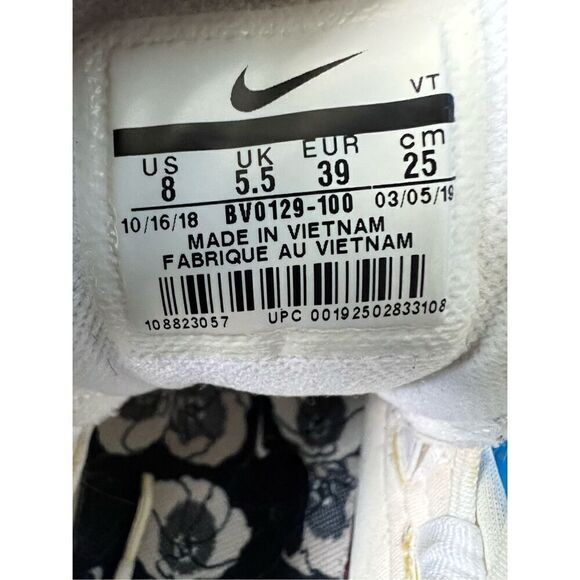 VT
US UK EUR cm
8 5.5 39 25
10/16/18 BV0129-100 03/05/19
MADE IN VIETNAM
FABRIQUE AU VIETNAM
108823057 UPC 00192502833108